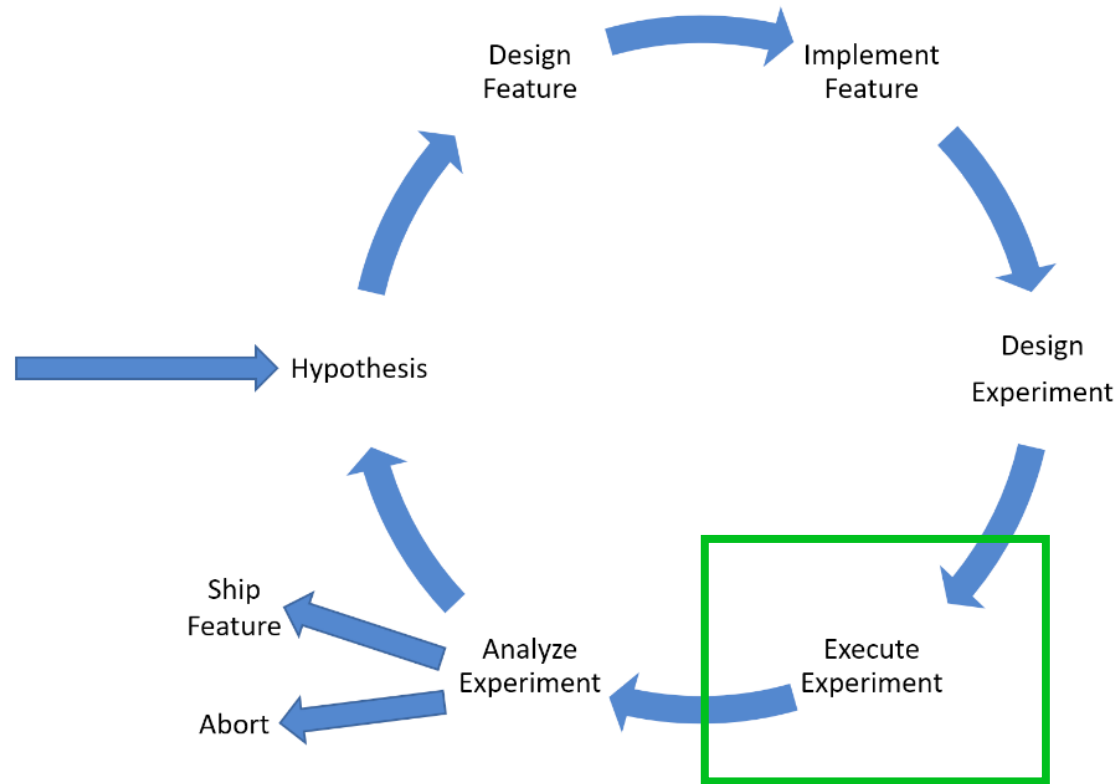 Design
Feature
Implement
Feature
Design
Experiment
Hypothesis
Ship
Feature
Analyze
Experiment
Execute
Experiment
Abort